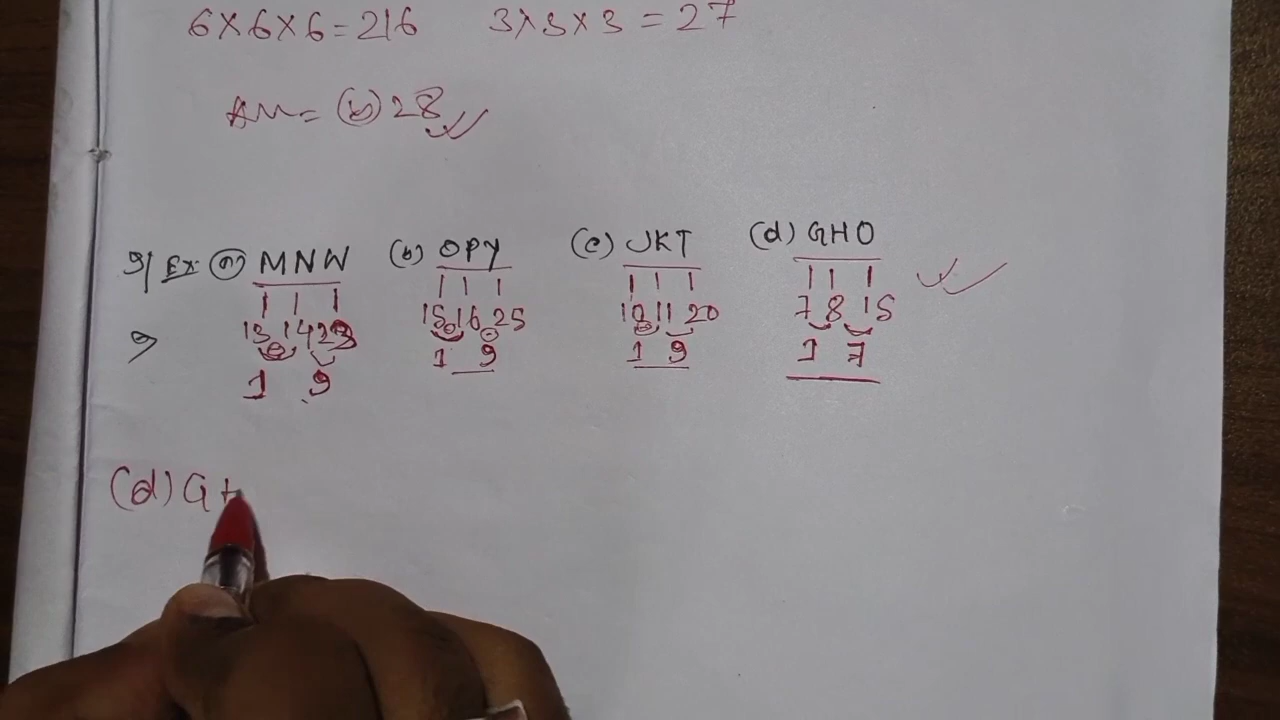 6×6×6=216 3×3×3=27
Ans= (b) 28
9) Ex: (a) MNW (b) OPY (c) JKT (d) GHO
13 14 23 15 16 25 10 11 20 7 8 15
1 9 1 9 1 9 1 7
(d) GH